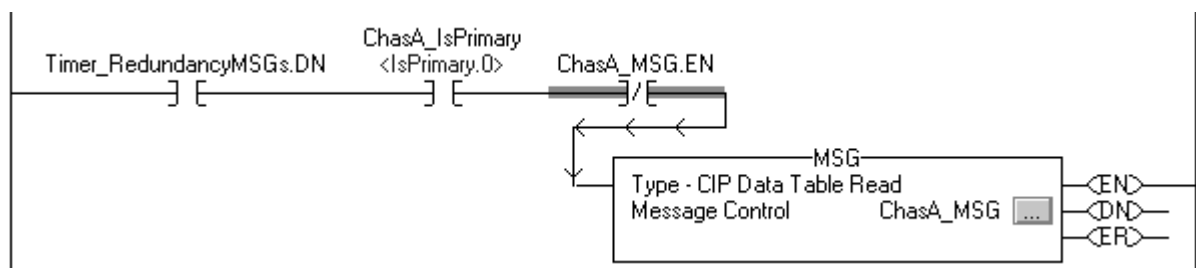 ChasA_IsPrimary
Timer_RedundancyMSGs.DN <IsPrimary.0> ChasA_MSG.EN
MSG
Type - CIP Data Table Read
Message Control ChasA_MSG ...
EN
DN
ER